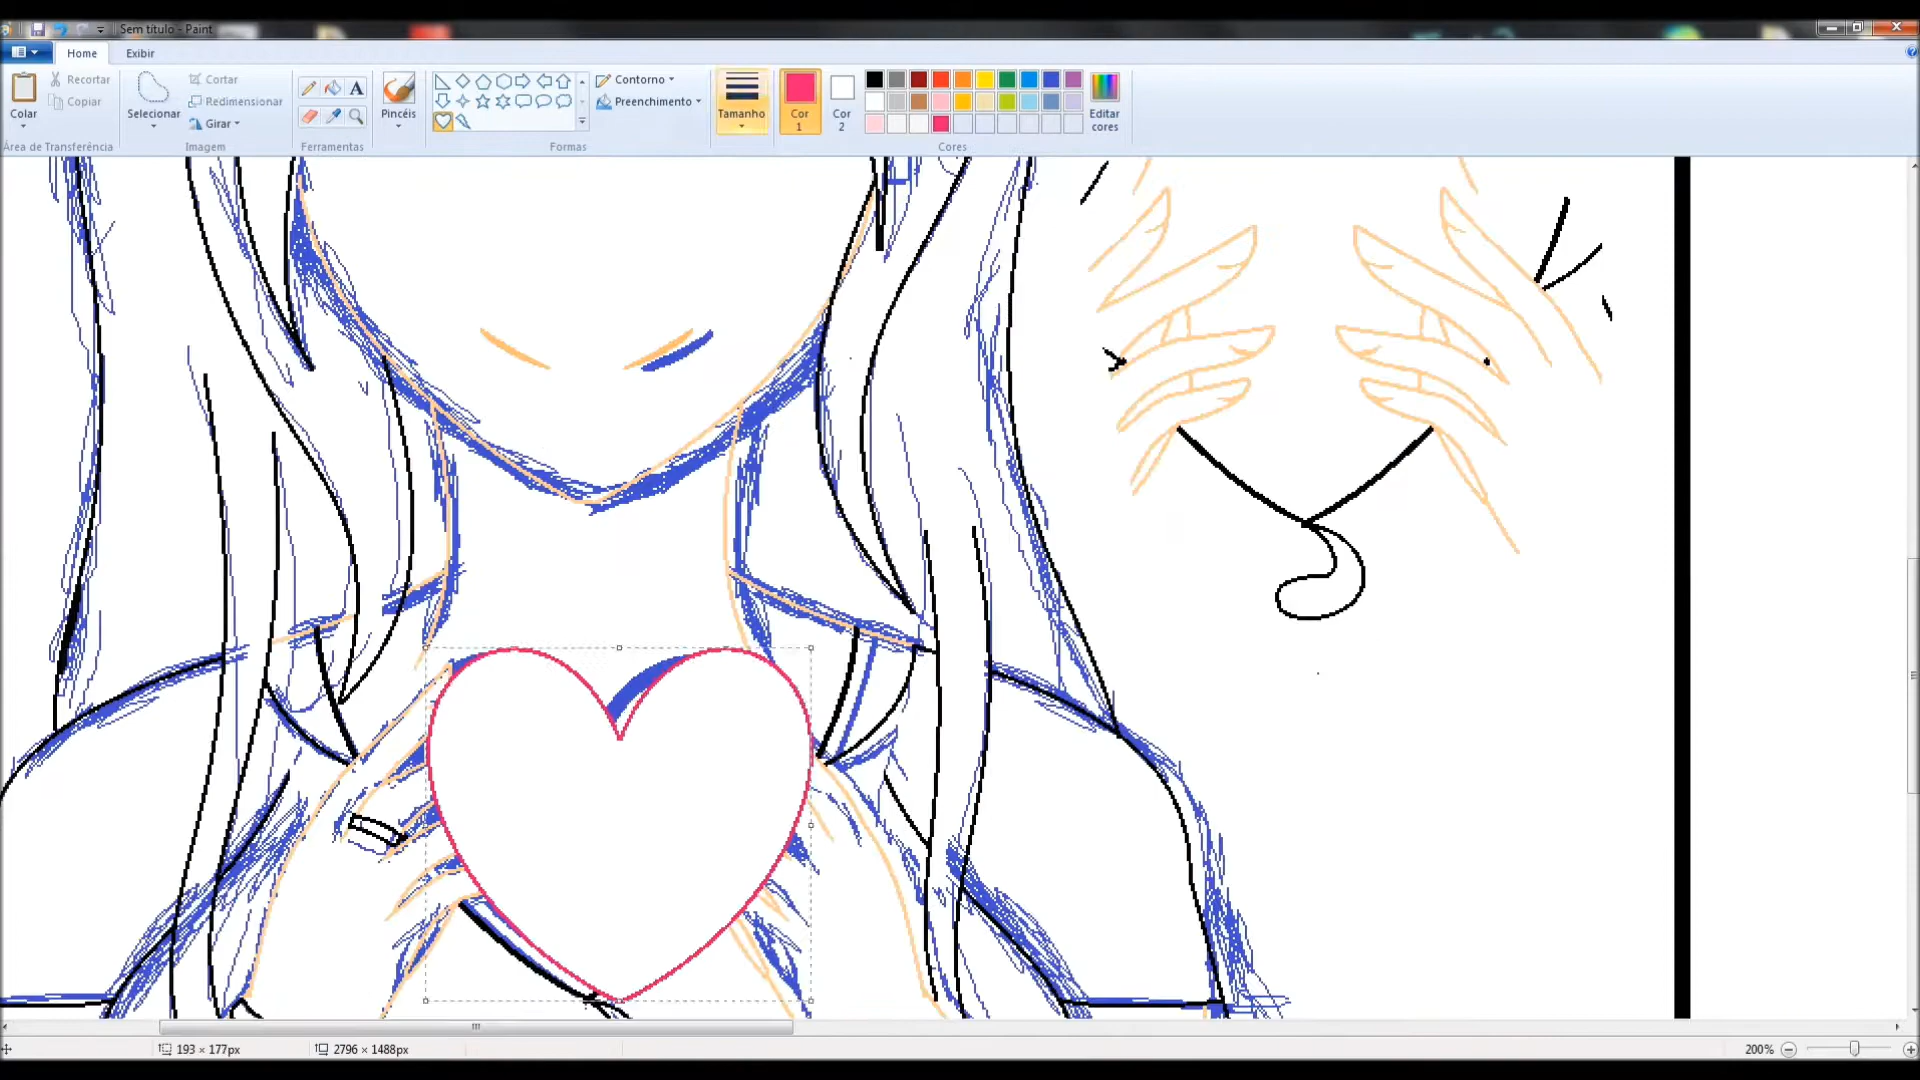 Sem título - Paint
Home Exibir
Colar
Recortar
Copiar
Área de Transferência
Selecionar
Cortar
Redimensionar
Girar
Imagem
A
Ferramentas
Pincéis
Contorno
Preenchimento
Formas
Tamanho
Cor 1
Cor 2
Editar cores
Cores
193 × 177px
2796 × 1488px
200%